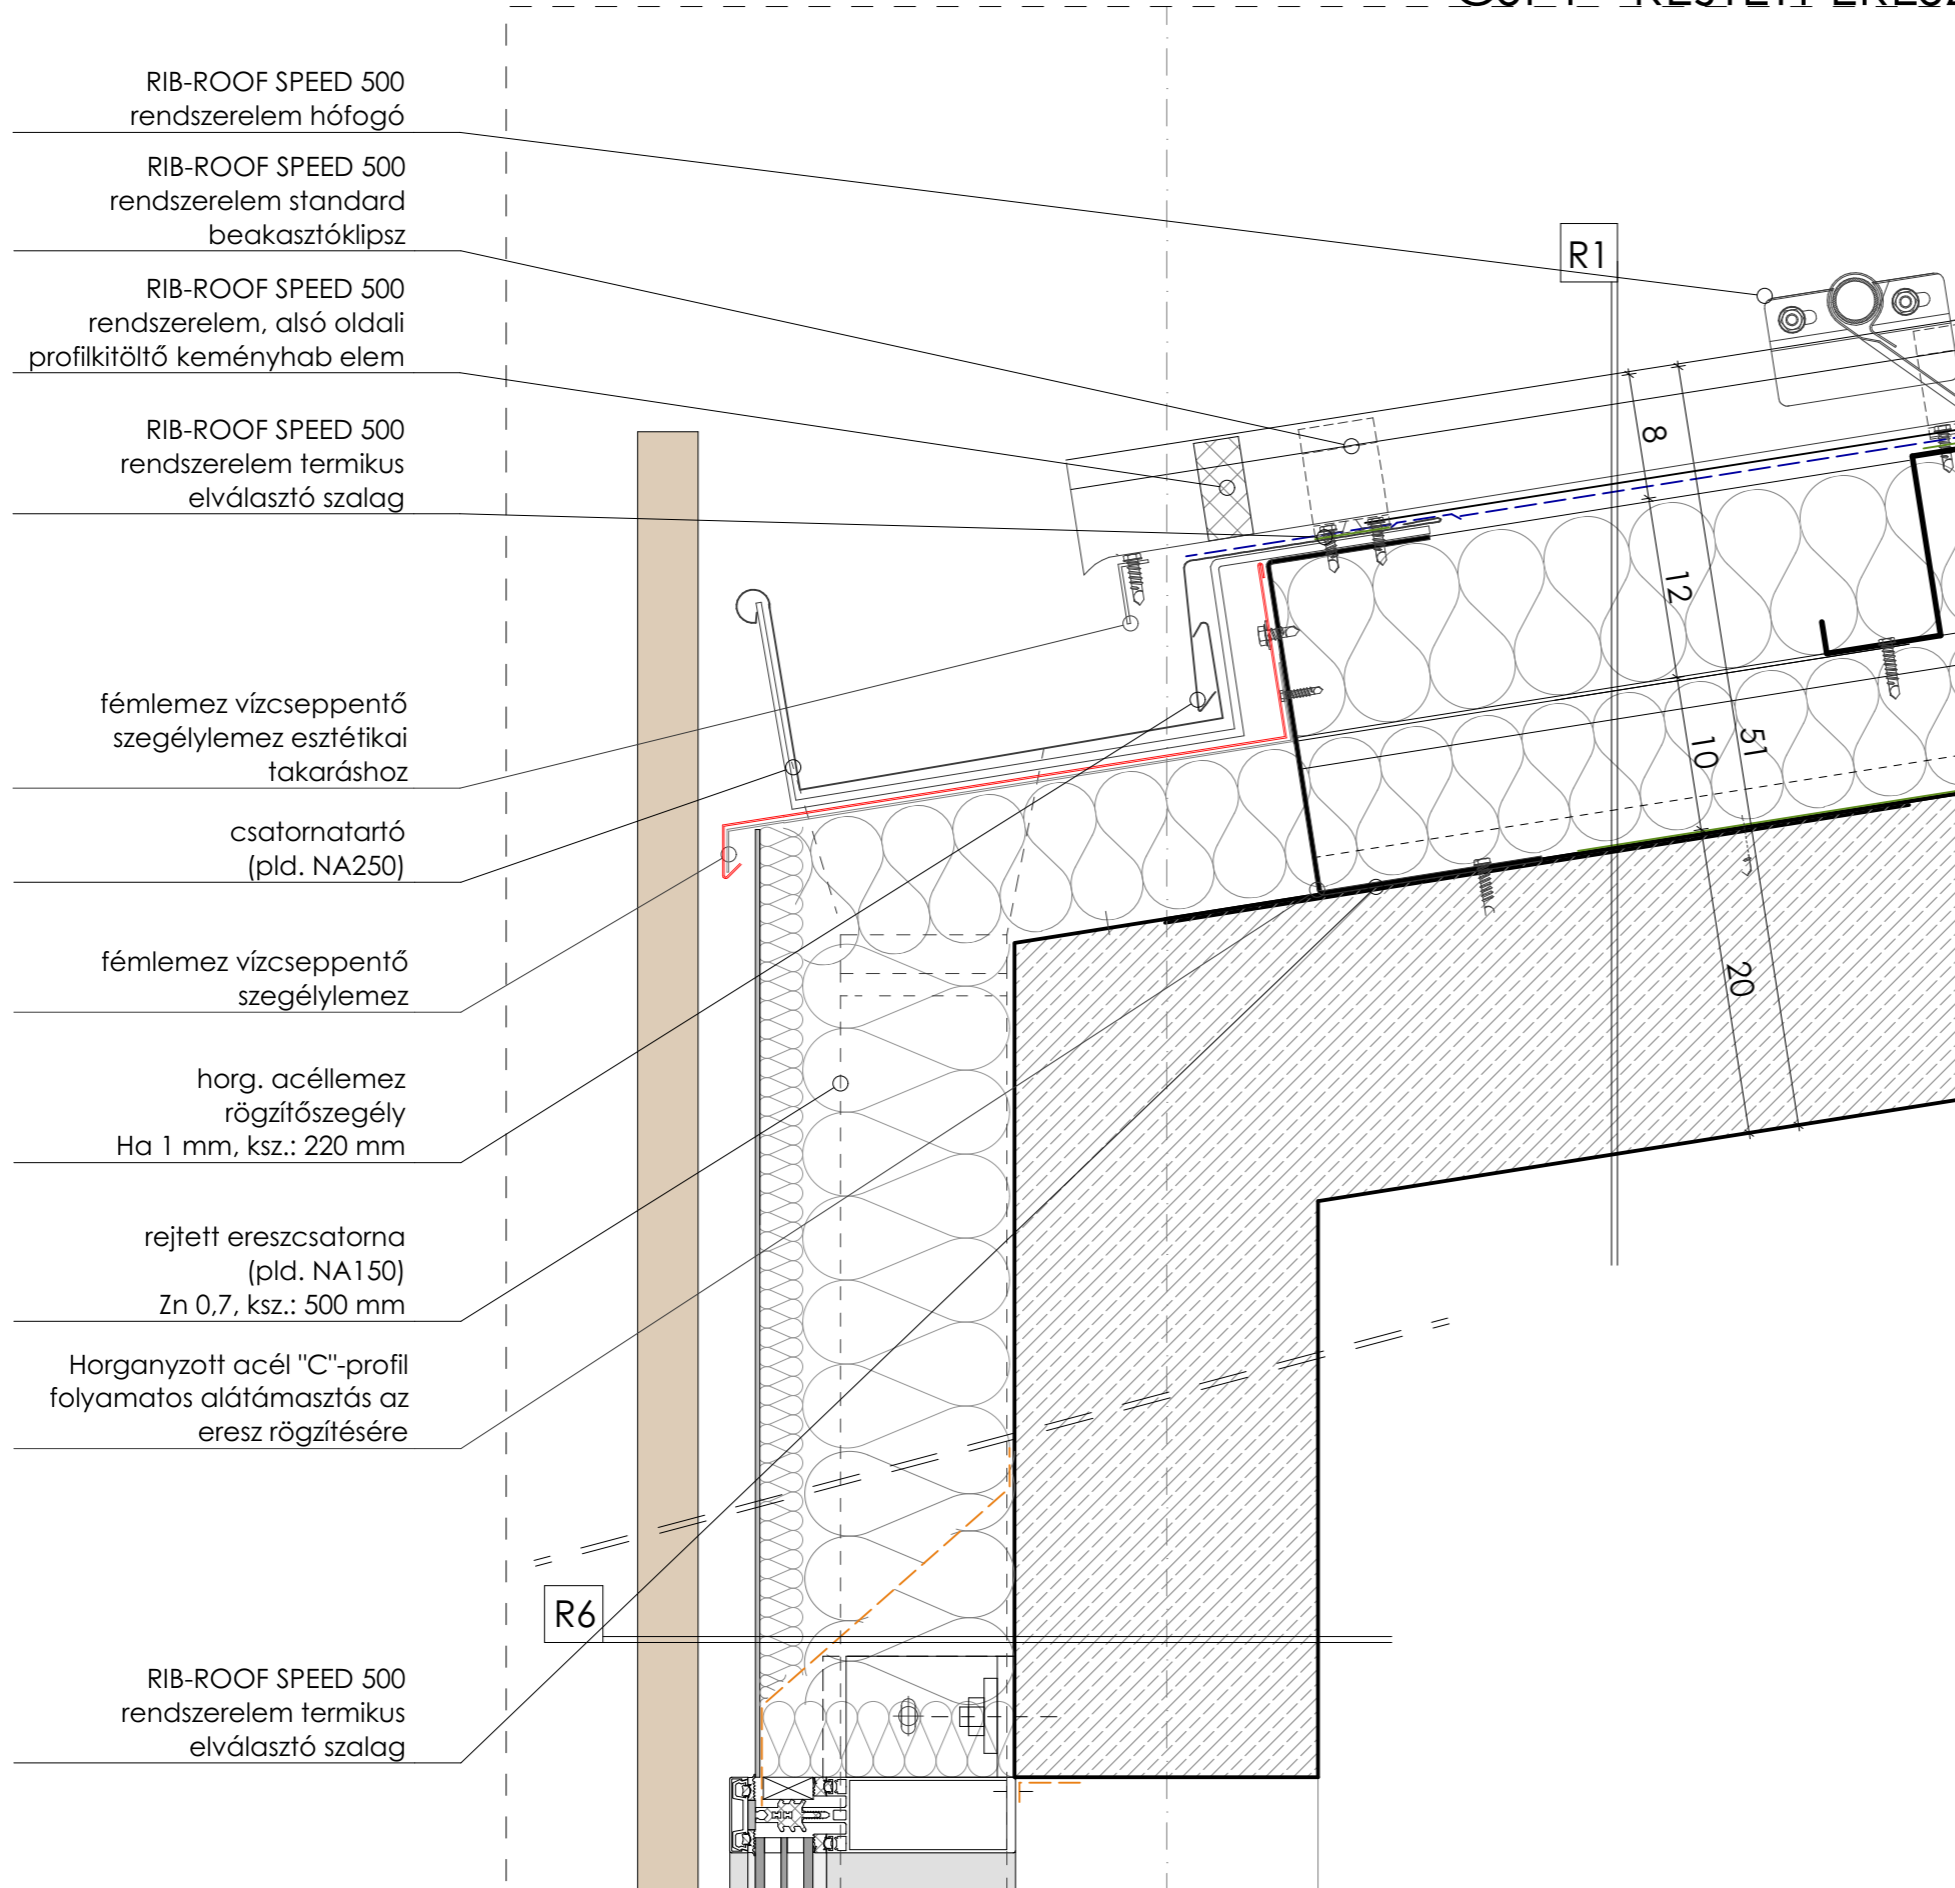 RIB-ROOF SPEED 500
rendszerelem hófogó
RIB-ROOF SPEED 500
rendszerelem standard
beakasztóklipsz
RIB-ROOF SPEED 500
rendszerelem, alsó oldali
profilkitöltő keményhab elem
RIB-ROOF SPEED 500
rendszerelem termikus
elválasztó szalag
fémlemez vízcseppentő
szegélylemez esztétikai
takaráshoz
csatornatartó
(pld. NA250)
fémlemez vízcseppentő
szegélylemez
horg. acéllemez
rögzítőszegély
Ha 1 mm, ksz.: 220 mm
rejtett ereszcsatorna
(pld. NA150)
Zn 0,7, ksz.: 500 mm
Horganyzott acél "C"-profil
folyamatos alátámasztás az
eresz rögzítésére
RIB-ROOF SPEED 500
rendszerelem termikus
elválasztó szalag
R1
8
12
10
51
20
R6